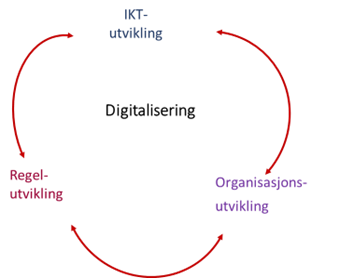 IKT-
utvikling
Digitalisering
Regel-
utvikling
Organisasjons-
utvikling